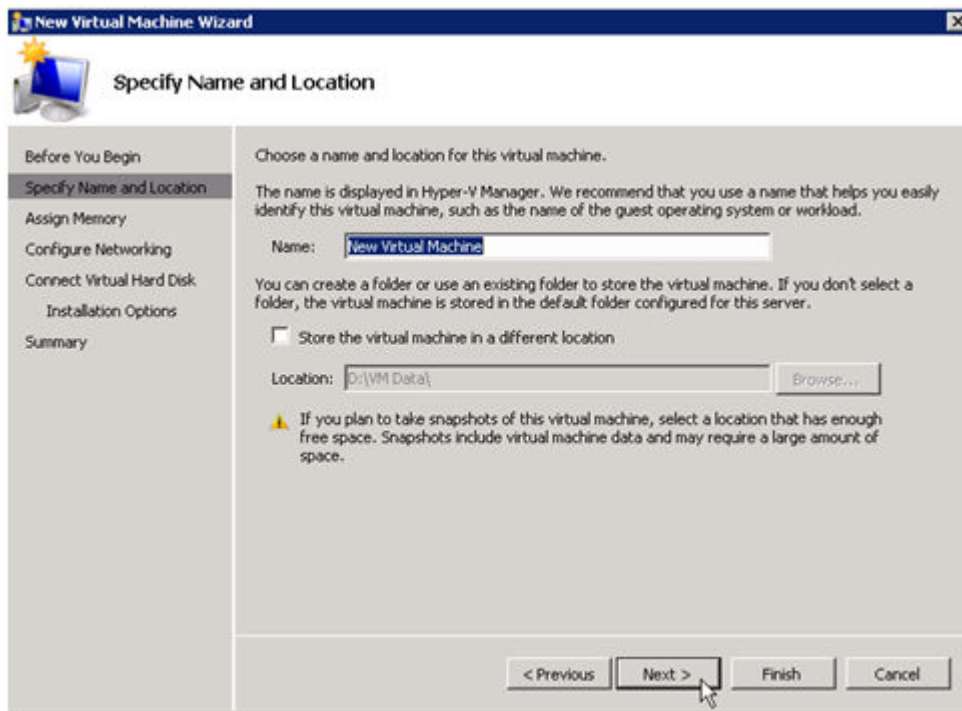 New Virtual Machine Wizard
Specify Name and Location
Before You Begin
Specify Name and Location
Assign Memory
Configure Networking
Connect Virtual Hard Disk
Installation Options
Summary
Choose a name and location for this virtual machine.
The name is displayed in Hyper-V Manager. We recommend that you use a name that helps you easily
identify this virtual machine, such as the name of the guest operating system or workload.
Name: New Virtual Machine
You can create a folder or use an existing folder to store the virtual machine. If you don't select a
folder, the virtual machine is stored in the default folder configured for this server.
Store the virtual machine in a different location
Location: D:\VM Data\ Browse...
If you plan to take snapshots of this virtual machine, select a location that has enough
free space. Snapshots include virtual machine data and may require a large amount of
space.
< Previous Next > Finish Cancel